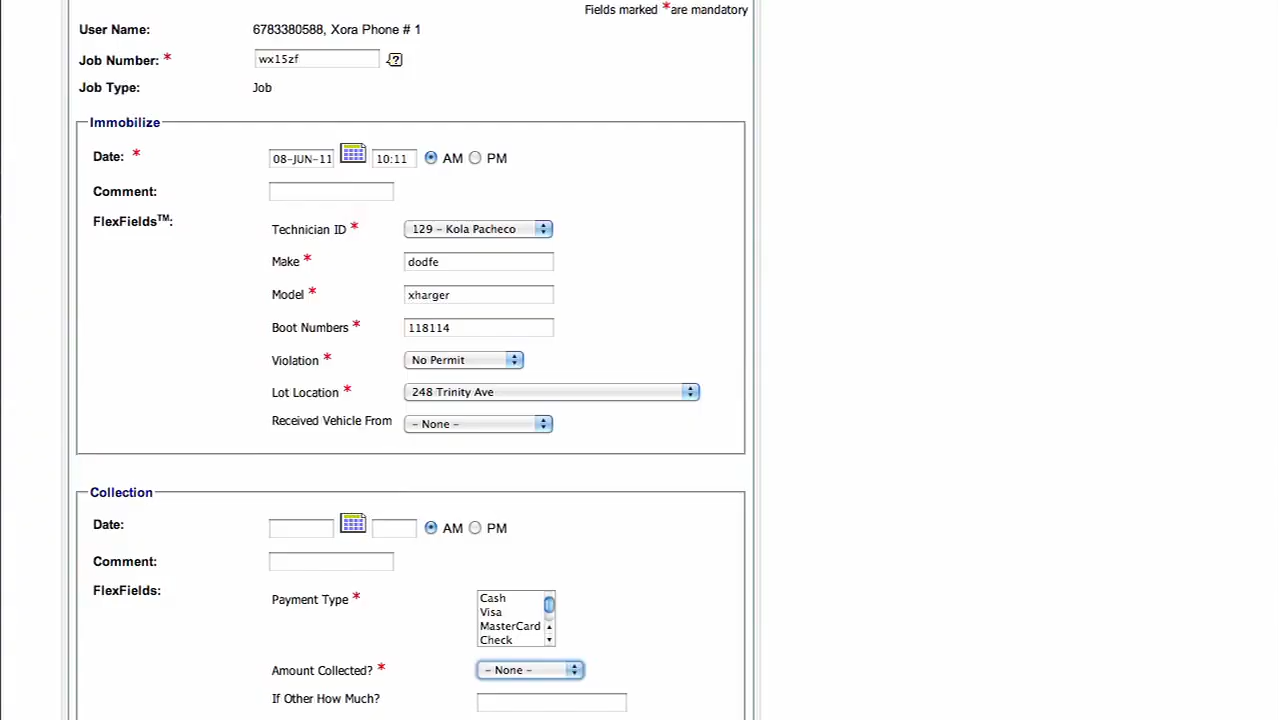 Fields marked *are mandatory
User Name: 6783380588, Xora Phone # 1
Job Number: * wx15zf ?
Job Type: Job
Immobilize
Date: * 08-JUN-11 10:11 AM PM
Comment:
FlexFields™:
Technician ID * 129 - Kola Pacheco
Make * dodfe
Model * xharger
Boot Numbers * 118114
Violation * No Permit
Lot Location * 248 Trinity Ave
Received Vehicle From - None -
Collection
Date: AM PM
Comment:
FlexFields:
Payment Type * Cash
Visa
MasterCard
Check
Amount Collected? * - None -
If Other How Much?